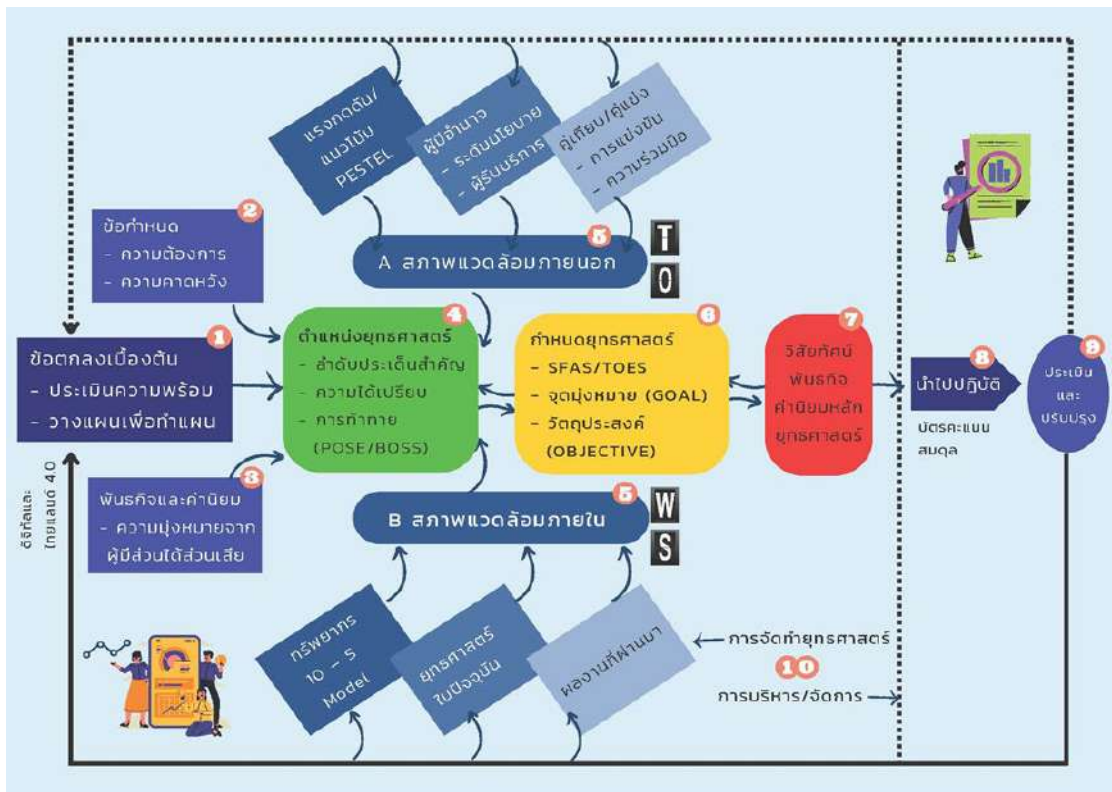 แรงกดดัน/
แนวโน้ม
PESTEL
ผู้มีอำนาจ
- ระดับนโยบาย
- ผู้รับบริการ
คู่เทียบ/คู่แข่ง
- การแข่งขัน
- ความร่วมมือ
2
ข้อกำหนด
- ความต้องการ
- ความคาดหวัง
5
A สภาพแวดล้อมภายนอก
T
O
1
ข้อตกลงเบื้องต้น
- ประเมินความพร้อม
- วางแผนเพื่อทำแผน
4
ตำแหน่งยุทธศาสตร์
- ลำดับประเด็นสำคัญ
- ความได้เปรียบ
- การท้าทาย
(POSE/BOSS)
6
กำหนดยุทธศาสตร์
- SFAS/TOES
- จุดมุ่งหมาย (GOAL)
- วัตถุประสงค์
(OBJECTIVE)
7
วิสัยทัศน์
พันธกิจ
ค่านิยมหลัก
ยุทธศาสตร์
8
นำไปปฏิบัติ
บัตรคะแนน
สมดุล
9
ประเมิน
และ
ปรับปรุง
3
พันธกิจและค่านิยม
- ความมุ่งหมายจาก
ผู้มีส่วนได้ส่วนเสีย
ดิจิทัลและ
ไทยแลนด์ 4.0
5
B สภาพแวดล้อมภายใน
W
S
ทรัพยากร
10 - S
Model
ยุทธศาสตร์
ในปัจจุบัน
ผลงานที่ผ่านมา
การจัดทำยุทธศาสตร์
10
การบริหาร/จัดการ